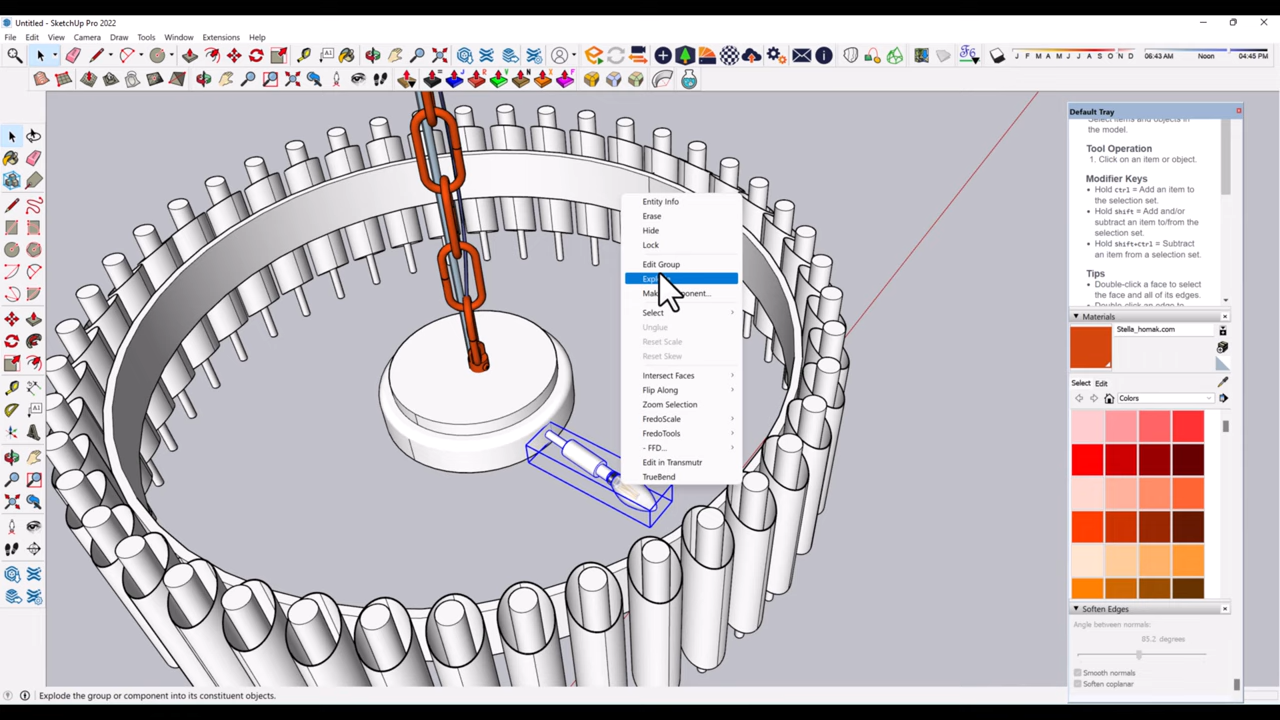 Untitled - SketchUp Pro 2022
File Edit View Camera Draw Tools Window Extensions Help
J F M A M J J A S O N D
06:43 AM Noon 04:45 PM
Default Tray
Select items and objects in
the model.
Tool Operation
1. Click on an item or object.
Modifier Keys
• Hold ctrl = Add an item to
the selection set.
• Hold shift = Add and/or
subtract an item to/from the
selection set.
• Hold shift+ctrl = Subtract
an item from a selection set.
Tips
• Double-click a face to select
the face and all of its edges.
Materials
Stella_homak.com
Select Edit
Colors
Soften Edges
Angle between normals:
85.2 degrees
Smooth normals
Soften coplanar
Entity Info
Erase
Hide
Lock
Edit Group
Select
Unglue
Reset Scale
Reset Skew
Intersect Faces
Flip Along
Zoom Selection
FredoScale
FredoTools
- FFD...
Edit in Transmutr
TrueBend
Explode the group or component into its constituent objects.